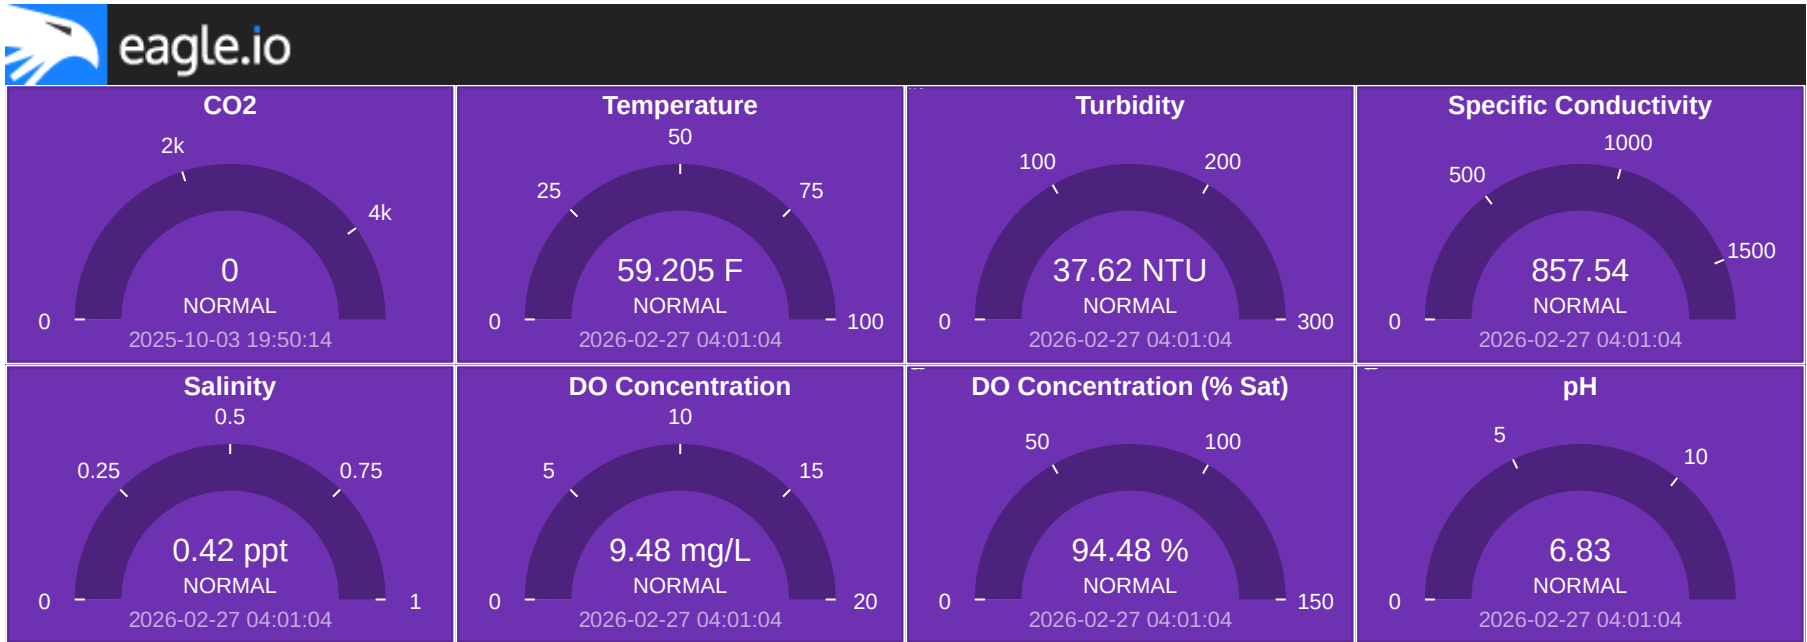 eagle.io
CO2
2k
4k
0
0
NORMAL
2025-10-03 19:50:14
Temperature
50
25
75
59.205 F
NORMAL
0
100
2026-02-27 04:01:04
Turbidity
100
200
37.62 NTU
NORMAL
0
300
2026-02-27 04:01:04
Specific Conductivity
1000
500
1500
857.54
NORMAL
0
2026-02-27 04:01:04
Salinity
0.5
0.25
0.75
0.42 ppt
NORMAL
0
1
2026-02-27 04:01:04
DO Concentration
10
5
15
9.48 mg/L
NORMAL
0
20
2026-02-27 04:01:04
DO Concentration (% Sat)
50
100
94.48 %
NORMAL
0
150
2026-02-27 04:01:04
pH
5
10
6.83
NORMAL
0
2026-02-27 04:01:04